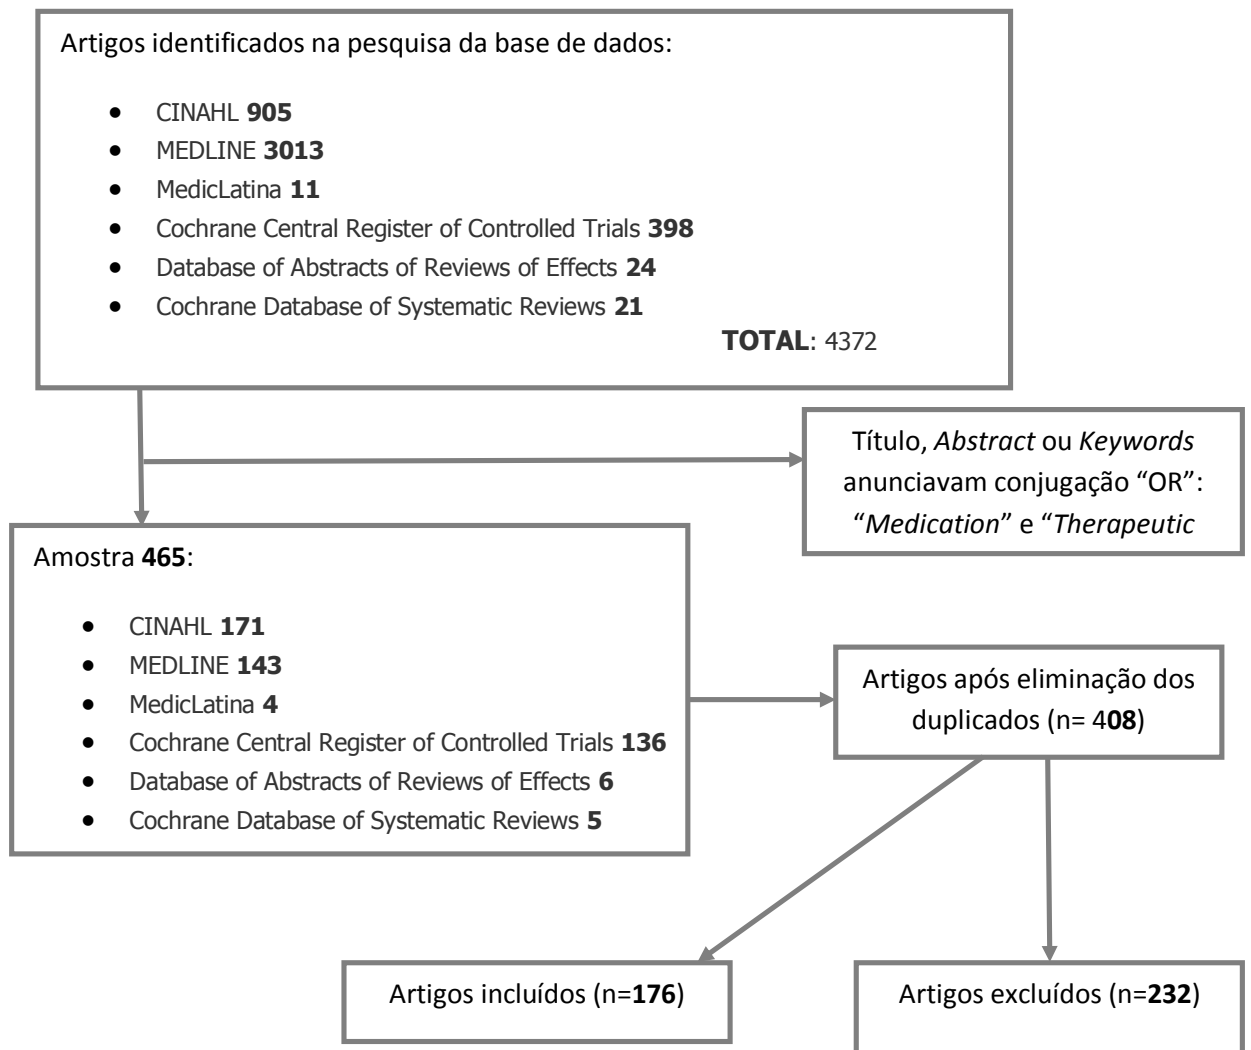 Artigos identificados na pesquisa da base de dados:
• CINAHL 905
• MEDLINE 3013
• MedicLatina 11
• Cochrane Central Register of Controlled Trials 398
• Database of Abstracts of Reviews of Effects 24
• Cochrane Database of Systematic Reviews 21
TOTAL: 4372
Título, Abstract ou Keywords
anunciavam conjugação “OR”:
“Medication” e “Therapeutic
Amostra 465:
• CINAHL 171
• MEDLINE 143
• MedicLatina 4
• Cochrane Central Register of Controlled Trials 136
• Database of Abstracts of Reviews of Effects 6
• Cochrane Database of Systematic Reviews 5
Artigos após eliminação dos
duplicados (n= 408)
Artigos incluídos (n=176)
Artigos excluídos (n=232)